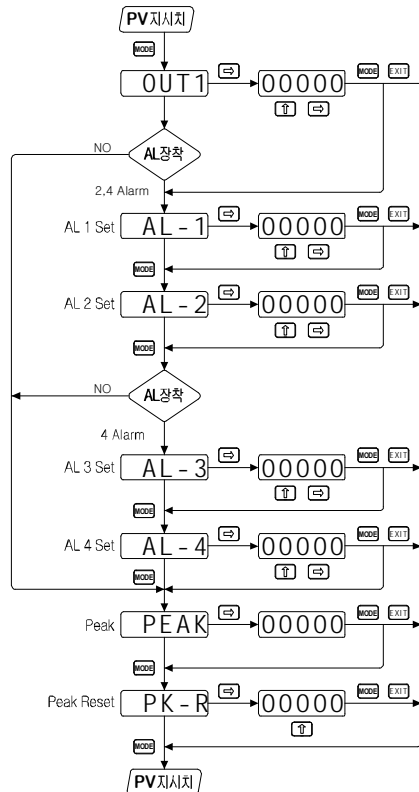 PV지시치
MODE
OUT1 ⇨ 00000 MODE EXIT
⇧ ⇨
NO AL장착
2,4 Alarm
AL 1 Set AL-1 ⇨ 00000 MODE EXIT
MODE ⇧ ⇨
AL 2 Set AL-2 ⇨ 00000 MODE EXIT
MODE ⇧ ⇨
NO AL장착
4 Alarm
AL 3 Set AL-3 ⇨ 00000 MODE EXIT
MODE ⇧ ⇨
AL 4 Set AL-4 ⇨ 00000 MODE EXIT
MODE ⇧ ⇨
Peak PEAK ⇨ 00000 MODE EXIT
MODE
Peak Reset PK-R ⇨ 00000 MODE EXIT
MODE ⇧
PV지시치